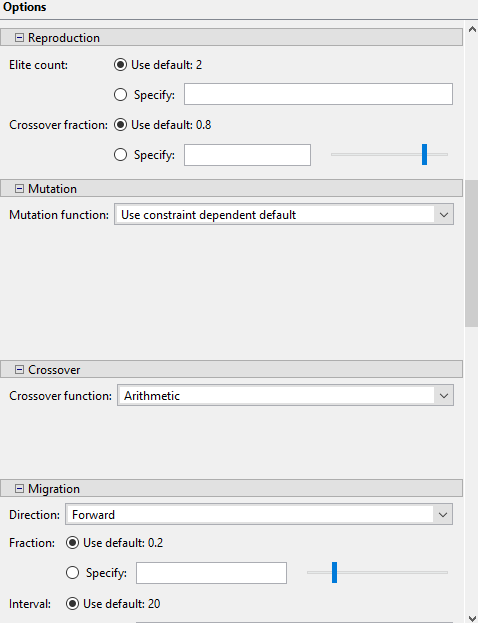 Options
Reproduction
Elite count: Use default: 2
Specify:
Crossover fraction: Use default: 0.8
Specify:
Mutation
Mutation function: Use constraint dependent default
Crossover
Crossover function: Arithmetic
Migration
Direction: Forward
Fraction: Use default: 0.2
Specify:
Interval: Use default: 20